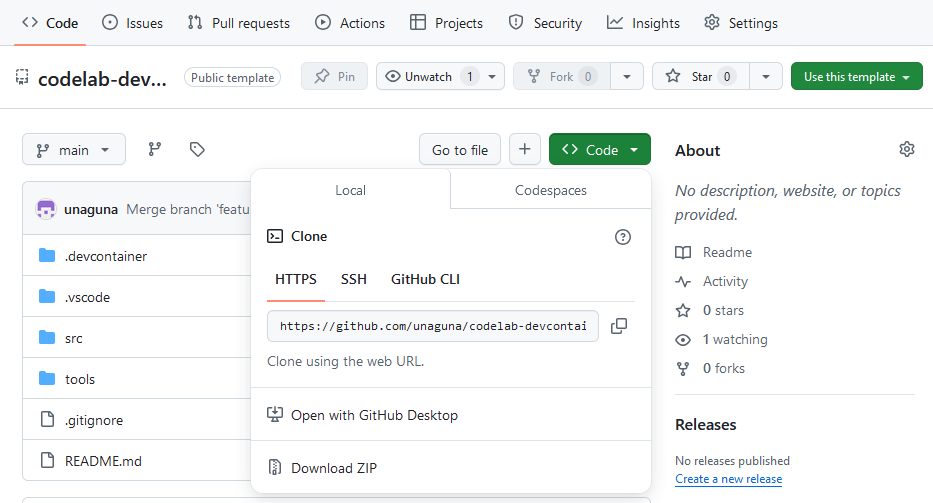 Code Issues Pull requests Actions Projects Security Insights Settings
codelab-dev... Public template Pin Unwatch 1 Fork 0 Star 0 Use this template
main Go to file + Code
About
No description, website, or topics
provided.
Readme
Activity
0 stars
1 watching
0 forks
Releases
No releases published
Create a new release
unaguna Merge branch 'featu
.devcontainer
.vscode
src
tools
.gitignore
README.md
Local Codespaces
Clone
HTTPS SSH GitHub CLI
https://github.com/unaguna/codelab-devcontai
Clone using the web URL.
Open with GitHub Desktop
Download ZIP